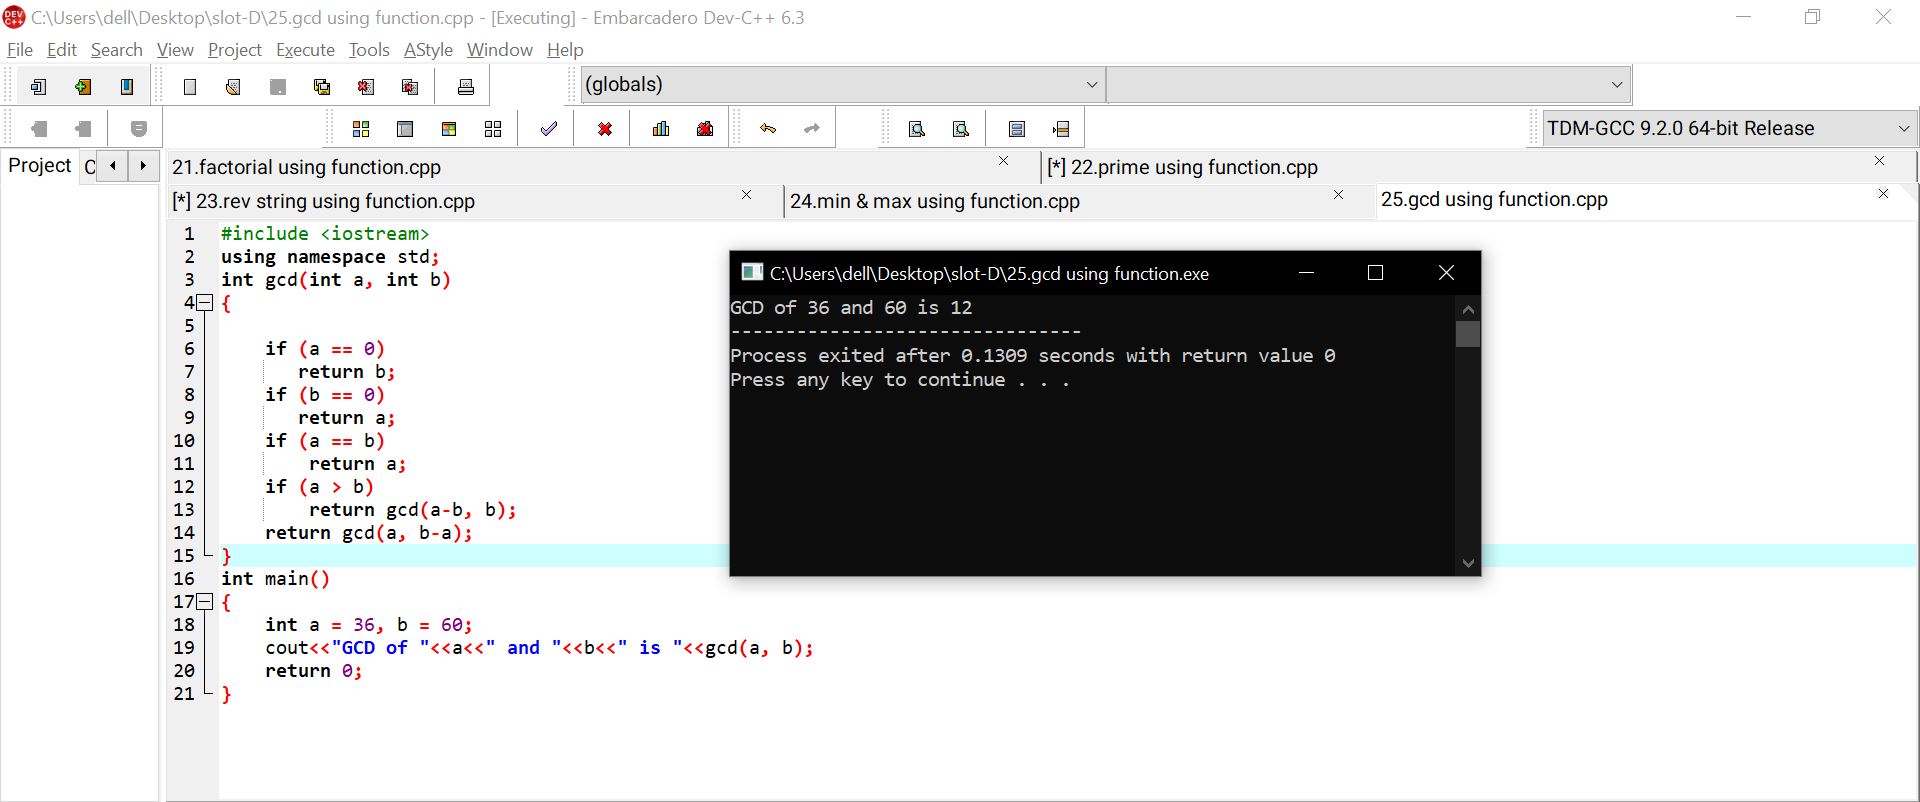 C:\Users\dell\Desktop\slot-D\25.gcd using function.cpp - [Executing] - Embarcadero Dev-C++ 6.3
File Edit Search View Project Execute Tools AStyle Window Help
(globals)
TDM-GCC 9.2.0 64-bit Release
Project C
21.factorial using function.cpp
[*] 22.prime using function.cpp
[*] 23.rev string using function.cpp
24.min & max using function.cpp
25.gcd using function.cpp
1 #include <iostream>
2 using namespace std;
3 int gcd(int a, int b)
4 {
5
6 if (a == 0)
7 return b;
8 if (b == 0)
9 return a;
10 if (a == b)
11 return a;
12 if (a > b)
13 return gcd(a-b, b);
14 return gcd(a, b-a);
15 }
16 int main()
17 {
18 int a = 36, b = 60;
19 cout<<"GCD of "<<a<<" and "<<b<<" is "<<gcd(a, b);
20 return 0;
21 }
C:\Users\dell\Desktop\slot-D\25.gcd using function.exe
GCD of 36 and 60 is 12
--------------------------------
Process exited after 0.1309 seconds with return value 0
Press any key to continue . . .